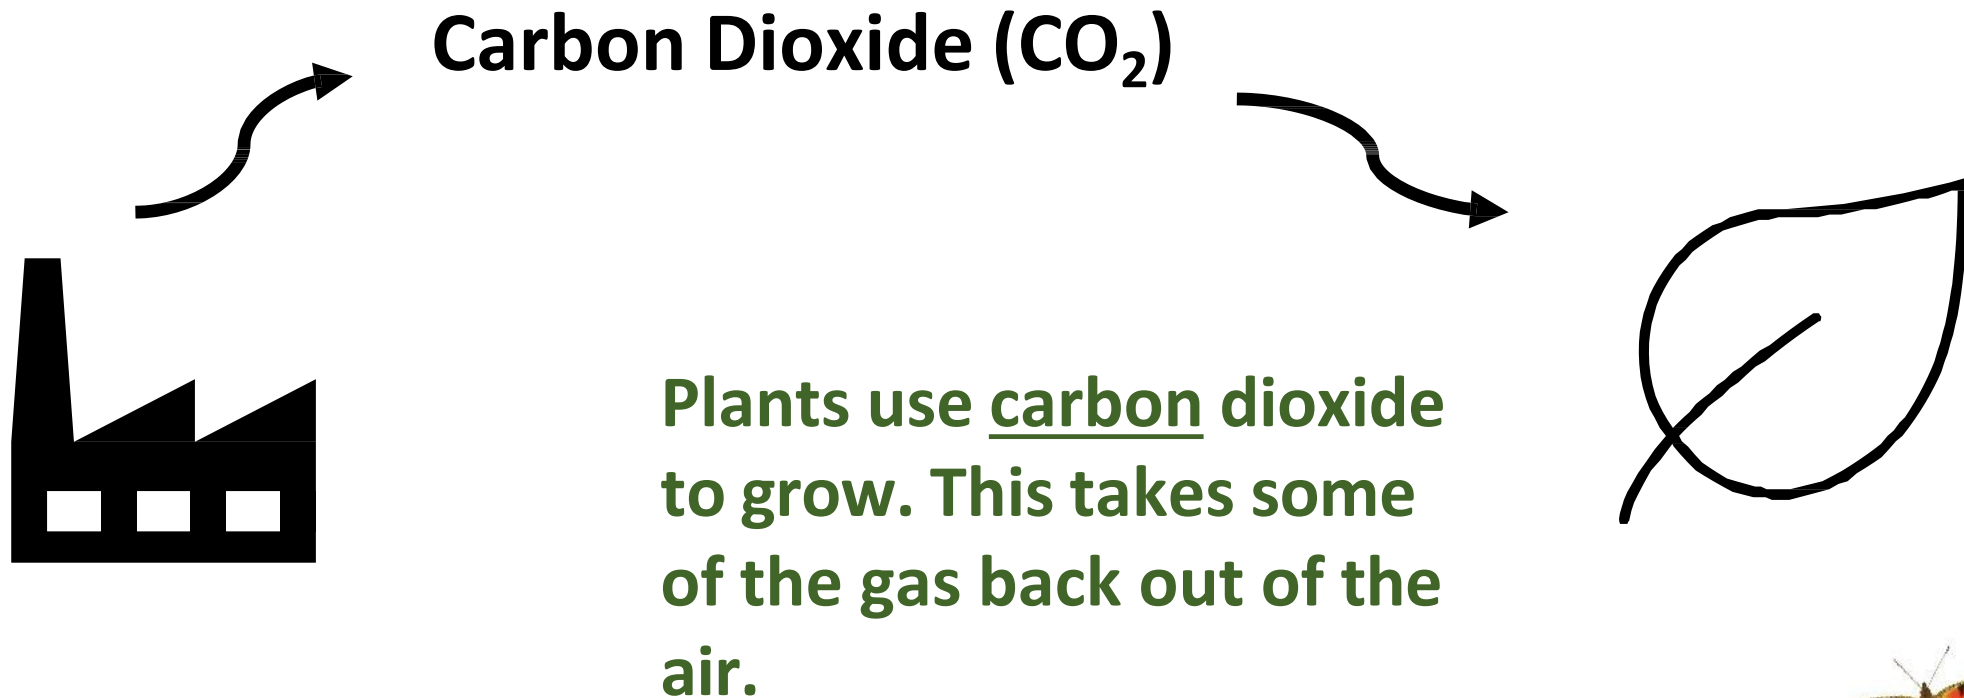 Carbon Dioxide (CO₂)
Plants use carbon dioxide
to grow. This takes some
of the gas back out of the
air.